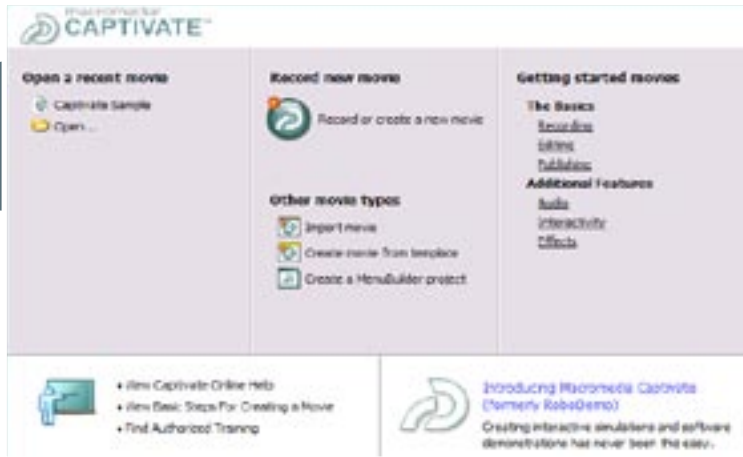 macromedia
CAPTIVATE™
Open a recent movie
Captivate Sample
Open...
Record new movie
Record or create a new movie
Other movie types
Import movie
Create movie from template
Create a MenuBuilder project
Getting started movies
The Basics
Recording
Editing
Publishing
Additional Features
Audio
Interactivity
Effects
• View Captivate Online Help
• View Basic Steps For Creating a Movie
• Find Authorized Training
Introducing Macromedia Captivate
(formerly RoboDemo)
Creating interactive simulations and software
demonstrations has never been the easy.